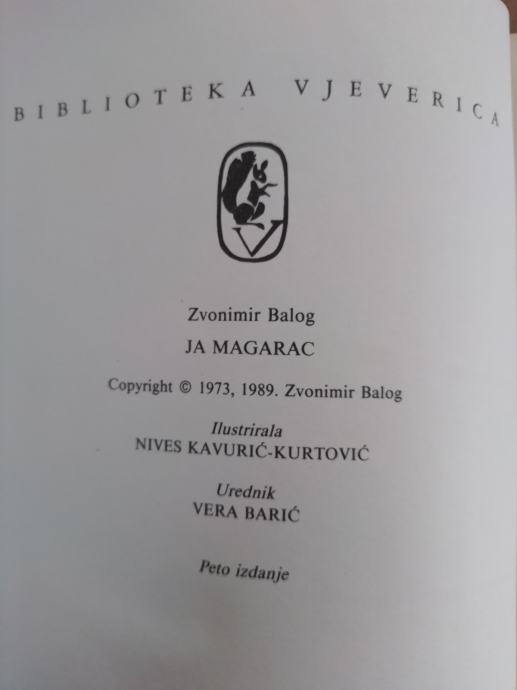 BIBLIOTEKA VJEVERICA
V
Zvonimir Balog
JA MAGARAC
Copyright © 1973, 1989. Zvonimir Balog
Ilustrirala
NIVES KAVURIĆ-KURTOVIĆ
Urednik
VERA BARIĆ
Peto izdanje